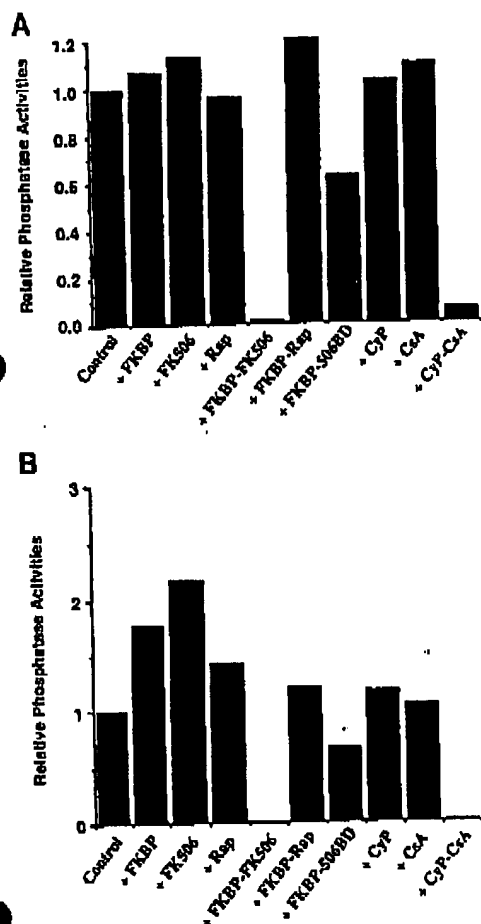 A
Relative Phosphatase Activities
1.2
1.0
0.8
0.6
0.4
0.2
0.0
Control
+ FKBP
+ FK506
+ Rap
+ FKBP-FK506
+ FKBP-Rap
+ FKBP-506BD
+ CyP
+ CsA
+ CyP-CsA
B
Relative Phosphatase Activities
3
2
1
0
Control
+ FKBP
+ FK506
+ Rap
+ FKBP-FK506
+ FKBP-Rap
+ FKBP-506BD
+ CyP
+ CsA
+ CyP-CsA